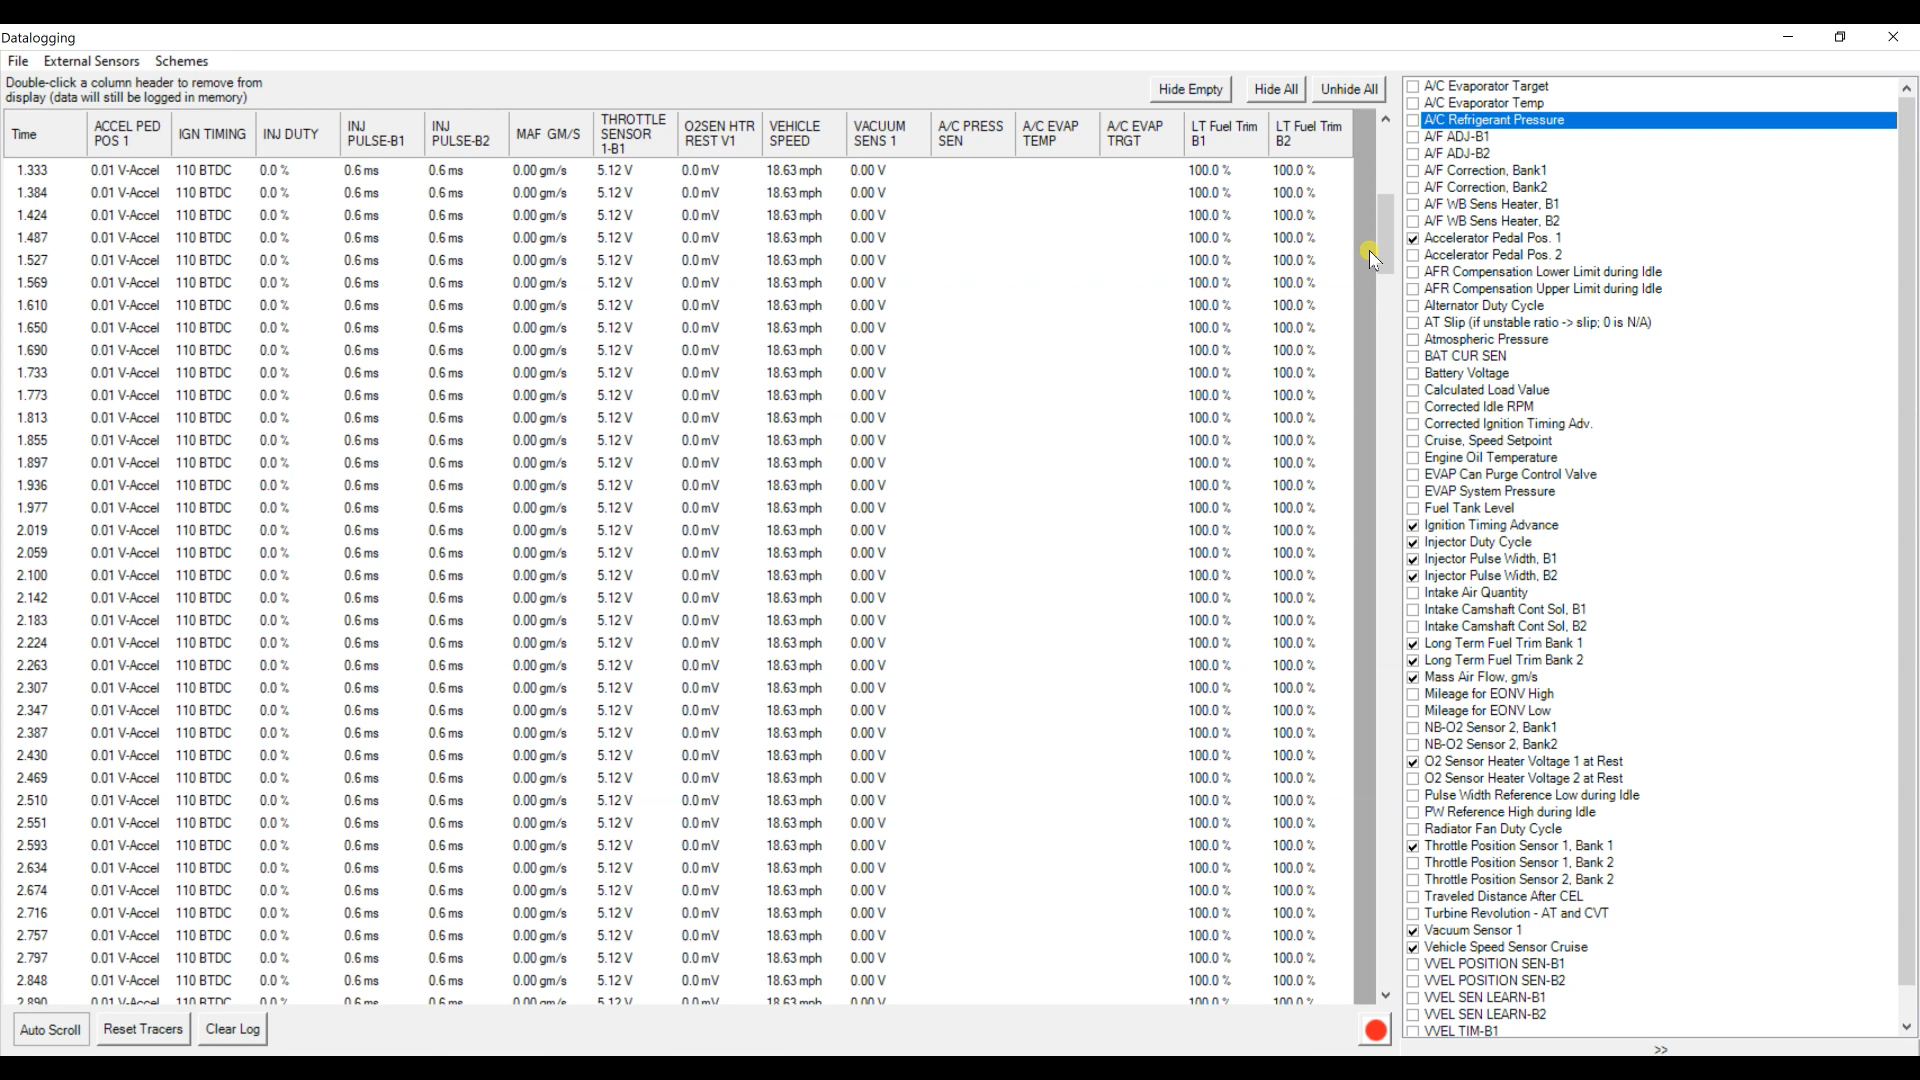 Datalogging
File External Sensors Schemes
Double-click a column header to remove from
display (data will still be logged in memory)
Hide Empty Hide All Unhide All
Time ACCEL PED POS 1 IGN TIMING INJ DUTY INJ PULSE-B1 INJ PULSE-B2 MAF GM/S THROTTLE SENSOR 1-B1 O2SEN HTR REST V1 VEHICLE SPEED VACUUM SENS 1 A/C PRESS SEN A/C EVAP TEMP A/C EVAP TRGT LT Fuel Trim B1 LT Fuel Trim B2
1.333 0.01 V-Accel 110 BTDC 0.0 % 0.6 ms 0.6 ms 0.00 gm/s 5.12 V 0.0 mV 18.63 mph 0.00 V 100.0 % 100.0 %
1.384 0.01 V-Accel 110 BTDC 0.0 % 0.6 ms 0.6 ms 0.00 gm/s 5.12 V 0.0 mV 18.63 mph 0.00 V 100.0 % 100.0 %
1.424 0.01 V-Accel 110 BTDC 0.0 % 0.6 ms 0.6 ms 0.00 gm/s 5.12 V 0.0 mV 18.63 mph 0.00 V 100.0 % 100.0 %
1.487 0.01 V-Accel 110 BTDC 0.0 % 0.6 ms 0.6 ms 0.00 gm/s 5.12 V 0.0 mV 18.63 mph 0.00 V 100.0 % 100.0 %
1.527 0.01 V-Accel 110 BTDC 0.0 % 0.6 ms 0.6 ms 0.00 gm/s 5.12 V 0.0 mV 18.63 mph 0.00 V 100.0 % 100.0 %
1.569 0.01 V-Accel 110 BTDC 0.0 % 0.6 ms 0.6 ms 0.00 gm/s 5.12 V 0.0 mV 18.63 mph 0.00 V 100.0 % 100.0 %
1.610 0.01 V-Accel 110 BTDC 0.0 % 0.6 ms 0.6 ms 0.00 gm/s 5.12 V 0.0 mV 18.63 mph 0.00 V 100.0 % 100.0 %
1.650 0.01 V-Accel 110 BTDC 0.0 % 0.6 ms 0.6 ms 0.00 gm/s 5.12 V 0.0 mV 18.63 mph 0.00 V 100.0 % 100.0 %
1.690 0.01 V-Accel 110 BTDC 0.0 % 0.6 ms 0.6 ms 0.00 gm/s 5.12 V 0.0 mV 18.63 mph 0.00 V 100.0 % 100.0 %
1.733 0.01 V-Accel 110 BTDC 0.0 % 0.6 ms 0.6 ms 0.00 gm/s 5.12 V 0.0 mV 18.63 mph 0.00 V 100.0 % 100.0 %
1.773 0.01 V-Accel 110 BTDC 0.0 % 0.6 ms 0.6 ms 0.00 gm/s 5.12 V 0.0 mV 18.63 mph 0.00 V 100.0 % 100.0 %
1.813 0.01 V-Accel 110 BTDC 0.0 % 0.6 ms 0.6 ms 0.00 gm/s 5.12 V 0.0 mV 18.63 mph 0.00 V 100.0 % 100.0 %
1.855 0.01 V-Accel 110 BTDC 0.0 % 0.6 ms 0.6 ms 0.00 gm/s 5.12 V 0.0 mV 18.63 mph 0.00 V 100.0 % 100.0 %
1.897 0.01 V-Accel 110 BTDC 0.0 % 0.6 ms 0.6 ms 0.00 gm/s 5.12 V 0.0 mV 18.63 mph 0.00 V 100.0 % 100.0 %
1.936 0.01 V-Accel 110 BTDC 0.0 % 0.6 ms 0.6 ms 0.00 gm/s 5.12 V 0.0 mV 18.63 mph 0.00 V 100.0 % 100.0 %
1.977 0.01 V-Accel 110 BTDC 0.0 % 0.6 ms 0.6 ms 0.00 gm/s 5.12 V 0.0 mV 18.63 mph 0.00 V 100.0 % 100.0 %
2.019 0.01 V-Accel 110 BTDC 0.0 % 0.6 ms 0.6 ms 0.00 gm/s 5.12 V 0.0 mV 18.63 mph 0.00 V 100.0 % 100.0 %
2.059 0.01 V-Accel 110 BTDC 0.0 % 0.6 ms 0.6 ms 0.00 gm/s 5.12 V 0.0 mV 18.63 mph 0.00 V 100.0 % 100.0 %
2.100 0.01 V-Accel 110 BTDC 0.0 % 0.6 ms 0.6 ms 0.00 gm/s 5.12 V 0.0 mV 18.63 mph 0.00 V 100.0 % 100.0 %
2.142 0.01 V-Accel 110 BTDC 0.0 % 0.6 ms 0.6 ms 0.00 gm/s 5.12 V 0.0 mV 18.63 mph 0.00 V 100.0 % 100.0 %
2.183 0.01 V-Accel 110 BTDC 0.0 % 0.6 ms 0.6 ms 0.00 gm/s 5.12 V 0.0 mV 18.63 mph 0.00 V 100.0 % 100.0 %
2.224 0.01 V-Accel 110 BTDC 0.0 % 0.6 ms 0.6 ms 0.00 gm/s 5.12 V 0.0 mV 18.63 mph 0.00 V 100.0 % 100.0 %
2.263 0.01 V-Accel 110 BTDC 0.0 % 0.6 ms 0.6 ms 0.00 gm/s 5.12 V 0.0 mV 18.63 mph 0.00 V 100.0 % 100.0 %
2.307 0.01 V-Accel 110 BTDC 0.0 % 0.6 ms 0.6 ms 0.00 gm/s 5.12 V 0.0 mV 18.63 mph 0.00 V 100.0 % 100.0 %
2.347 0.01 V-Accel 110 BTDC 0.0 % 0.6 ms 0.6 ms 0.00 gm/s 5.12 V 0.0 mV 18.63 mph 0.00 V 100.0 % 100.0 %
2.387 0.01 V-Accel 110 BTDC 0.0 % 0.6 ms 0.6 ms 0.00 gm/s 5.12 V 0.0 mV 18.63 mph 0.00 V 100.0 % 100.0 %
2.430 0.01 V-Accel 110 BTDC 0.0 % 0.6 ms 0.6 ms 0.00 gm/s 5.12 V 0.0 mV 18.63 mph 0.00 V 100.0 % 100.0 %
2.469 0.01 V-Accel 110 BTDC 0.0 % 0.6 ms 0.6 ms 0.00 gm/s 5.12 V 0.0 mV 18.63 mph 0.00 V 100.0 % 100.0 %
2.510 0.01 V-Accel 110 BTDC 0.0 % 0.6 ms 0.6 ms 0.00 gm/s 5.12 V 0.0 mV 18.63 mph 0.00 V 100.0 % 100.0 %
2.551 0.01 V-Accel 110 BTDC 0.0 % 0.6 ms 0.6 ms 0.00 gm/s 5.12 V 0.0 mV 18.63 mph 0.00 V 100.0 % 100.0 %
2.593 0.01 V-Accel 110 BTDC 0.0 % 0.6 ms 0.6 ms 0.00 gm/s 5.12 V 0.0 mV 18.63 mph 0.00 V 100.0 % 100.0 %
2.634 0.01 V-Accel 110 BTDC 0.0 % 0.6 ms 0.6 ms 0.00 gm/s 5.12 V 0.0 mV 18.63 mph 0.00 V 100.0 % 100.0 %
2.674 0.01 V-Accel 110 BTDC 0.0 % 0.6 ms 0.6 ms 0.00 gm/s 5.12 V 0.0 mV 18.63 mph 0.00 V 100.0 % 100.0 %
2.716 0.01 V-Accel 110 BTDC 0.0 % 0.6 ms 0.6 ms 0.00 gm/s 5.12 V 0.0 mV 18.63 mph 0.00 V 100.0 % 100.0 %
2.757 0.01 V-Accel 110 BTDC 0.0 % 0.6 ms 0.6 ms 0.00 gm/s 5.12 V 0.0 mV 18.63 mph 0.00 V 100.0 % 100.0 %
2.797 0.01 V-Accel 110 BTDC 0.0 % 0.6 ms 0.6 ms 0.00 gm/s 5.12 V 0.0 mV 18.63 mph 0.00 V 100.0 % 100.0 %
2.848 0.01 V-Accel 110 BTDC 0.0 % 0.6 ms 0.6 ms 0.00 gm/s 5.12 V 0.0 mV 18.63 mph 0.00 V 100.0 % 100.0 %
2.890 0.01 V-Accel 110 BTDC 0.0 % 0.6 ms 0.6 ms 0.00 gm/s 5.12 V 0.0 mV 18.63 mph 0.00 V 100.0 % 100.0 %
Auto Scroll Reset Tracers Clear Log
A/C Evaporator Target
A/C Evaporator Temp
A/C Refrigerant Pressure
A/F ADJ-B1
A/F ADJ-B2
A/F Correction, Bank1
A/F Correction, Bank2
A/F WB Sens Heater, B1
A/F WB Sens Heater, B2
Accelerator Pedal Pos. 1
Accelerator Pedal Pos. 2
AFR Compensation Lower Limit during Idle
AFR Compensation Upper Limit during Idle
Alternator Duty Cycle
AT Slip (if unstable ratio -> slip; 0 is N/A)
Atmospheric Pressure
BAT CUR SEN
Battery Voltage
Calculated Load Value
Corrected Idle RPM
Corrected Ignition Timing Adv.
Cruise, Speed Setpoint
Engine Oil Temperature
EVAP Can Purge Control Valve
EVAP System Pressure
Fuel Tank Level
Ignition Timing Advance
Injector Duty Cycle
Injector Pulse Width, B1
Injector Pulse Width, B2
Intake Air Quantity
Intake Camshaft Cont Sol, B1
Intake Camshaft Cont Sol, B2
Long Term Fuel Trim Bank 1
Long Term Fuel Trim Bank 2
Mass Air Flow, gm/s
Mileage for EONV High
Mileage for EONV Low
NB-O2 Sensor 2, Bank1
NB-O2 Sensor 2, Bank2
O2 Sensor Heater Voltage 1 at Rest
O2 Sensor Heater Voltage 2 at Rest
Pulse Width Reference Low during Idle
PW Reference High during Idle
Radiator Fan Duty Cycle
Throttle Position Sensor 1, Bank 1
Throttle Position Sensor 1, Bank 2
Throttle Position Sensor 2, Bank 2
Traveled Distance After CEL
Turbine Revolution - AT and CVT
Vacuum Sensor 1
Vehicle Speed Sensor Cruise
VVEL POSITION SEN-B1
VVEL POSITION SEN-B2
VVEL SEN LEARN-B1
VVEL SEN LEARN-B2
VVEL TIM-B1
>>